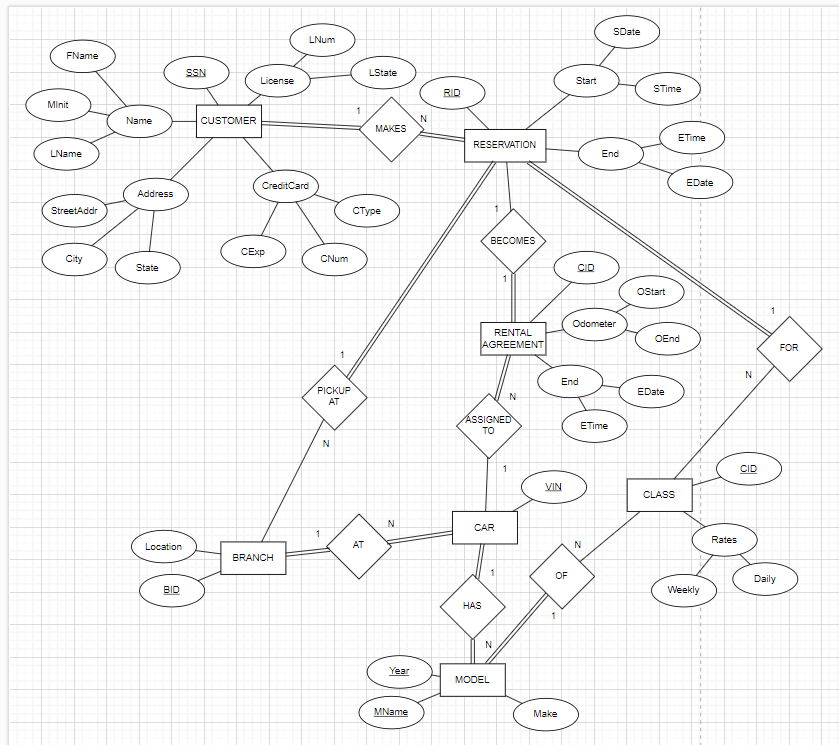 SDate
LNum
FName
SSN
License
LState
Start
STime
RID
MInit
Name
CUSTOMER
1
MAKES
N
RESERVATION
ETime
End
EDate
LName
Address
CreditCard
StreetAddr
CType
1
BECOMES
City
State
CExp
CNum
1
CID
OStart
Odometer
OEnd
RENTAL
AGREEMENT
1
FOR
1
N
PICKUP
AT
End
EDate
N
ETime
ASSIGNED
TO
N
1
CID
CLASS
VIN
CAR
N
1
AT
Location
BRANCH
BID
N
OF
1
Rates
Weekly
Daily
1
HAS
N
Year
MODEL
MName
Make